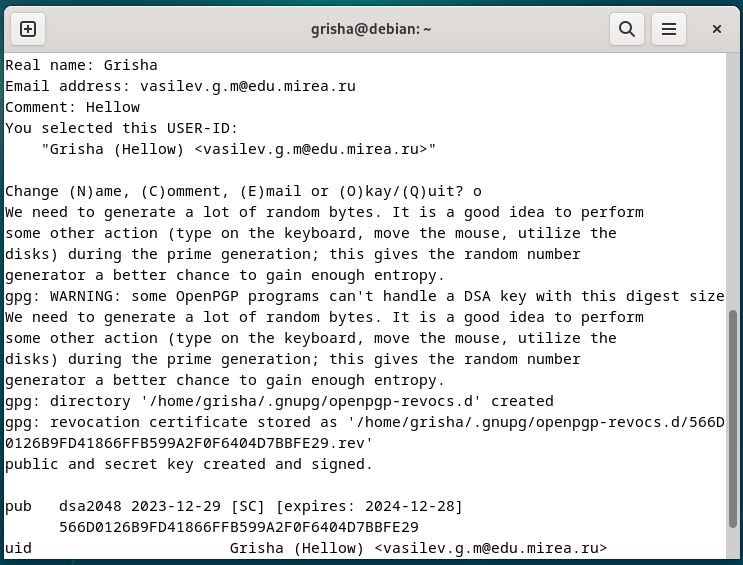 grisha@debian: ~
Real name: Grisha
Email address: vasilev.g.m@edu.mirea.ru
Comment: Hellow
You selected this USER-ID:
    "Grisha (Hellow) <vasilev.g.m@edu.mirea.ru>"

Change (N)ame, (C)omment, (E)mail or (O)kay/(Q)uit? o
We need to generate a lot of random bytes. It is a good idea to perform
some other action (type on the keyboard, move the mouse, utilize the
disks) during the prime generation; this gives the random number
generator a better chance to gain enough entropy.
gpg: WARNING: some OpenPGP programs can't handle a DSA key with this digest size
We need to generate a lot of random bytes. It is a good idea to perform
some other action (type on the keyboard, move the mouse, utilize the
disks) during the prime generation; this gives the random number
generator a better chance to gain enough entropy.
gpg: directory '/home/grisha/.gnupg/openpgp-revocs.d' created
gpg: revocation certificate stored as '/home/grisha/.gnupg/openpgp-revocs.d/566D
0126B9FD41866FFB599A2F0F6404D7BBFE29.rev'
public and secret key created and signed.

pub   dsa2048 2023-12-29 [SC] [expires: 2024-12-28]
      566D0126B9FD41866FFB599A2F0F6404D7BBFE29
uid                      Grisha (Hellow) <vasilev.g.m@edu.mirea.ru>